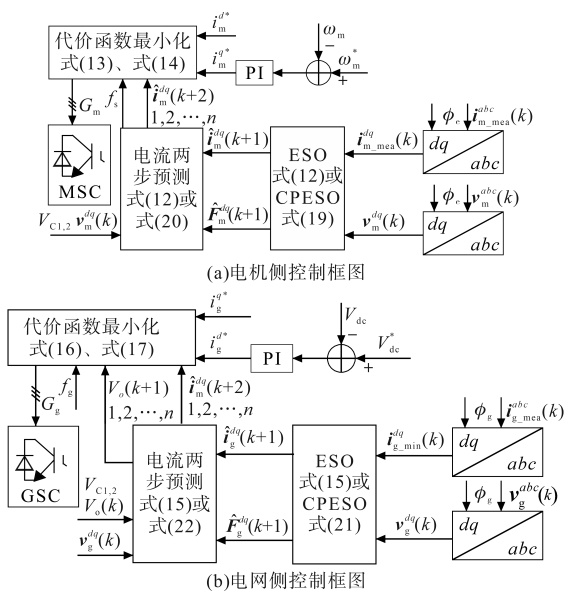 代价函数最小化
式(13)、式(14)
i_m^{d*}
i_m^{q*}
PI
ω_m
−
ω_m^*
+
G_m
f_s
î_m^{dq}(k+2)
1,2,…,n
MSC
电流两
步预测
式(12)或
式(20)
î_m^{dq}(k+1)
F̂_m^{dq}(k+1)
ESO
式(12)或
CPESO
式(19)
i_{m_mea}^{dq}(k)
v_m^{dq}(k)
ϕ_e i_{m_mea}^{abc}(k)
dq
abc
ϕ_e v_m^{abc}(k)
dq
abc
V_{C1,2} v_m^{dq}(k)
(a)电机侧控制框图
代价函数最小化
式(16)、式(17)
i_g^{q*}
i_g^{d*}
PI
V_{dc}
−
V_{dc}^*
+
G_g
f_g
V_o(k+1)
1,2,…,n
î_m^{dq}(k+2)
1,2,…,n
GSC
电流两
步预测
式(15)或
式(22)
î_g^{dq}(k+1)
F̂_g^{dq}(k+1)
ESO
式(15)或
CPESO
式(21)
i_{g_min}^{dq}(k)
v_g^{dq}(k)
ϕ_g i_{g_mea}^{abc}(k)
dq
abc
ϕ_g v_g^{abc}(k)
dq
abc
V_{C1,2}
V_o(k)
v_g^{dq}(k)
(b)电网侧控制框图